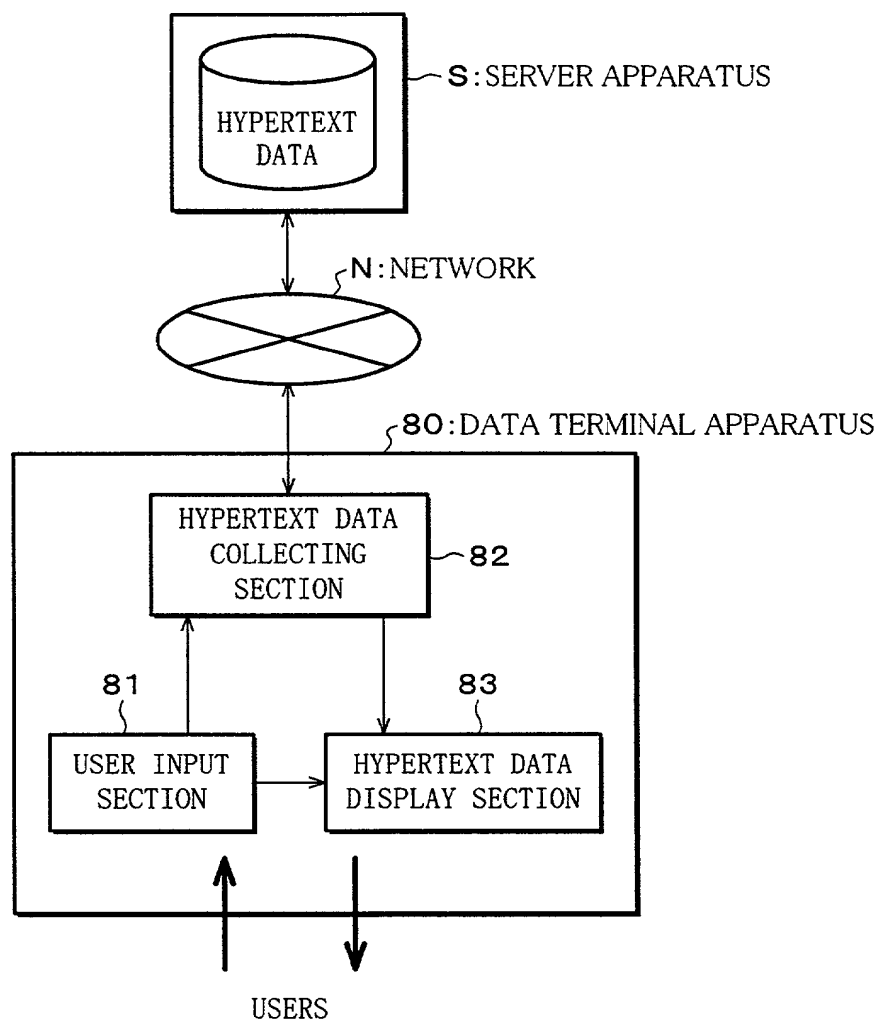 S:SERVER APPARATUS
HYPERTEXT
DATA
N:NETWORK
80:DATA TERMINAL APPARATUS
HYPERTEXT DATA
COLLECTING
SECTION
82
81
83
USER INPUT
SECTION
HYPERTEXT DATA
DISPLAY SECTION
USERS